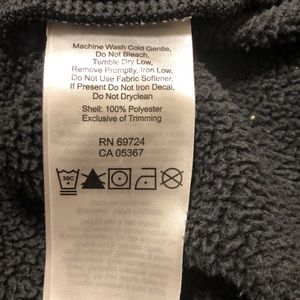 Machine Wash Cold Gentle,
Do Not Bleach,
Tumble Dry Low,
Remove Promptly, Iron Low,
Do Not Use Fabric Softener,
If Present Do Not Iron Decal,
Do Not Dryclean
Shell: 100% Polyester
Exclusive of Trimming
RN 69724
CA 05367
30C